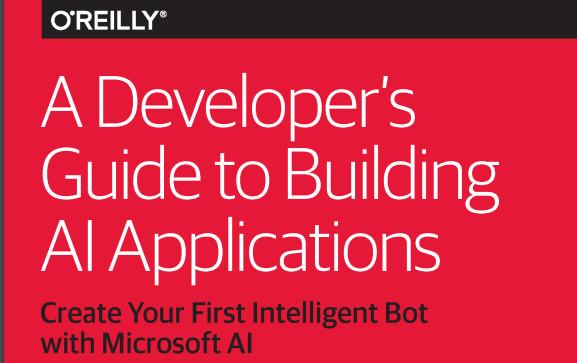 O'REILLY®
A Developer's
Guide to Building
AI Applications
Create Your First Intelligent Bot
with Microsoft AI